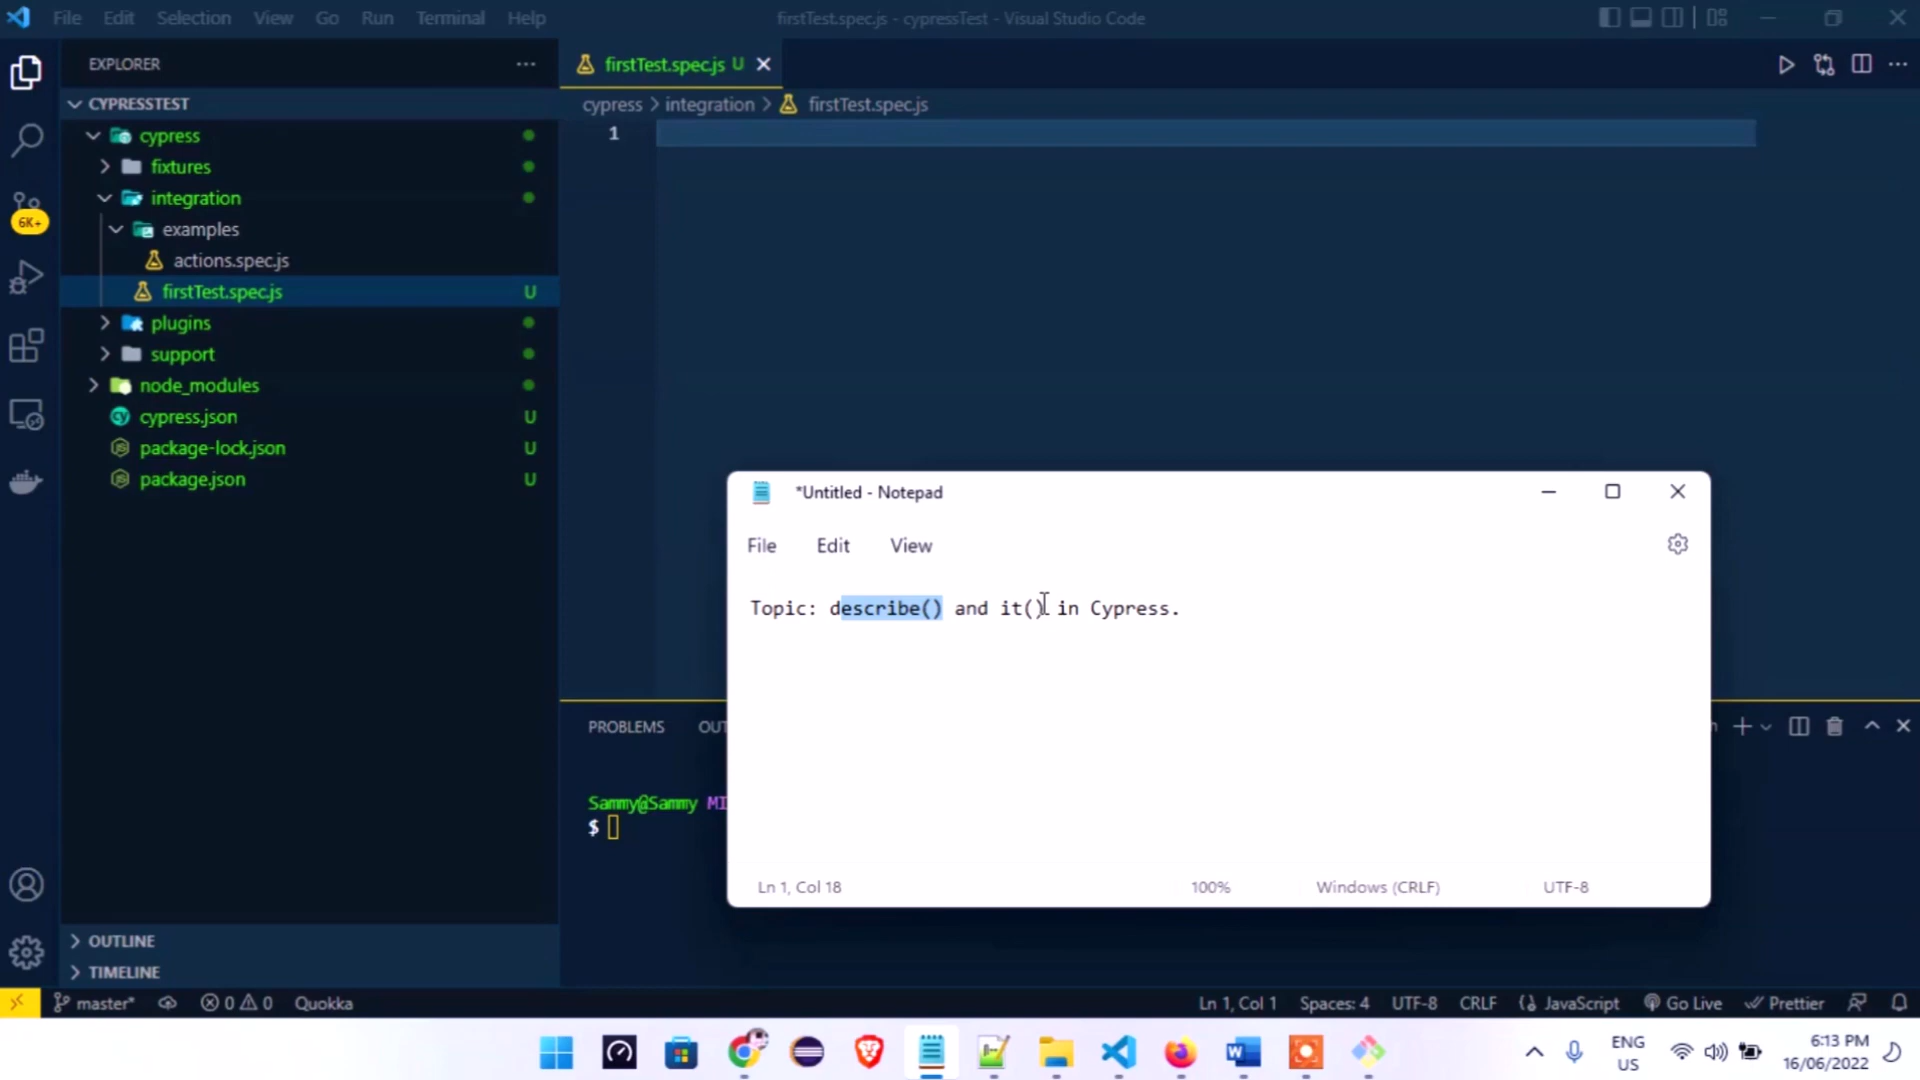 File Edit Selection View Go Run Terminal Help
firstTest.spec.js - cypressTest - Visual Studio Code
EXPLORER
CYPRESSTEST
cypress
fixtures
integration
examples
actions.spec.js
firstTest.spec.js U
plugins
support
node_modules
cypress.json U
package-lock.json U
package.json U
OUTLINE
TIMELINE
6K+
firstTest.spec.js U
cypress > integration > firstTest.spec.js
1
*Untitled - Notepad
File Edit View
Topic: describe() and it() in Cypress.
Ln 1, Col 18 100% Windows (CRLF) UTF-8
PROBLEMS OUT
Sammy@Sammy MI
$
master* 0 0 Quokka
Ln 1, Col 1 Spaces: 4 UTF-8 CRLF JavaScript Go Live Prettier
ENG
US
6:13 PM
16/06/2022